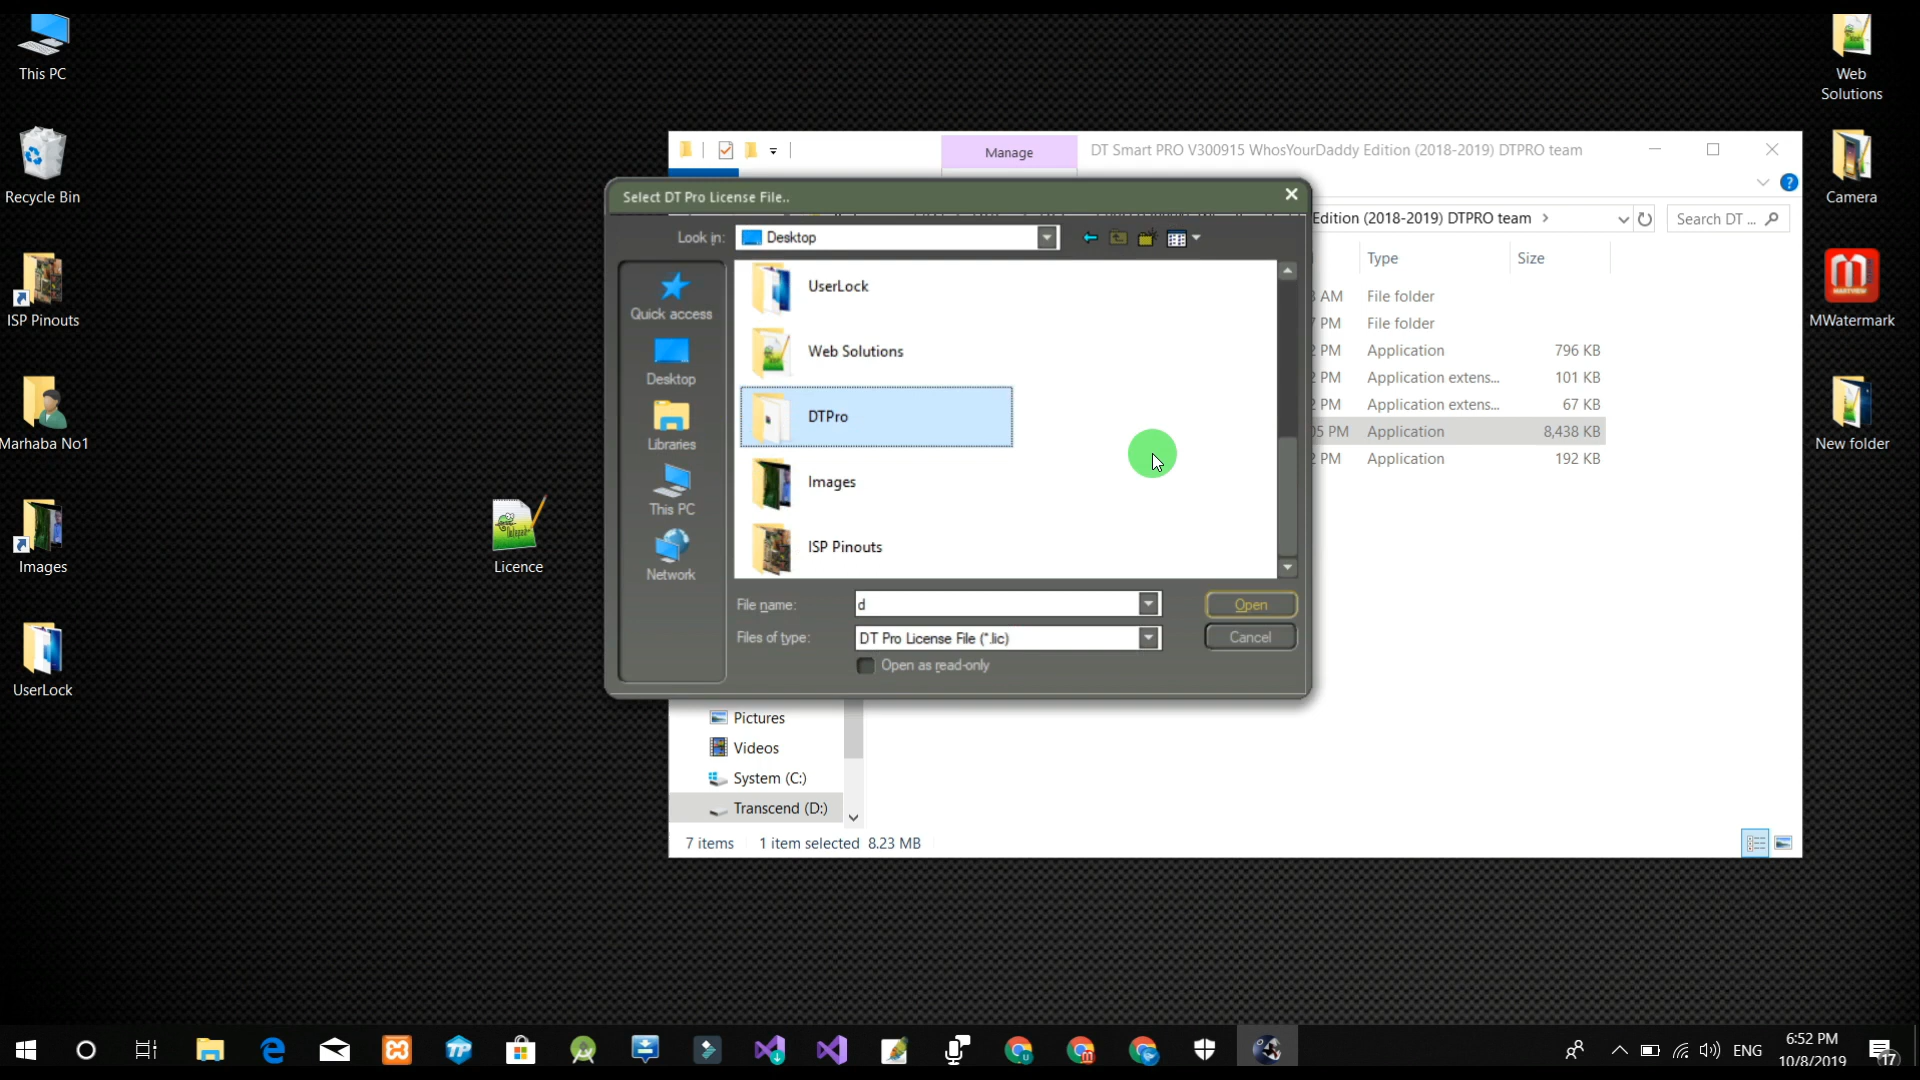 This PC
Recycle Bin
ISP Pinouts
Marhaba No1
Images
UserLock
Licence
Web
Solutions
Camera
MWatermark
New folder
Manage
DT Smart PRO V300915 WhosYourDaddy Edition (2018-2019) DTPRO team
Edition (2018-2019) DTPRO team
Search DT ...
Type
Size
AM
File folder
PM
File folder
PM
Application
796 KB
PM
Application extens...
101 KB
PM
Application extens...
67 KB
05 PM
Application
8,438 KB
PM
Application
192 KB
Select DT Pro License File..
Look in:
Desktop
Quick access
Desktop
Libraries
This PC
Network
UserLock
Web Solutions
DTPro
Images
ISP Pinouts
File name:
d
Open
Files of type:
DT Pro License File (*.lic)
Cancel
Open as read-only
Pictures
Videos
System (C:)
Transcend (D:)
7 items
1 item selected 8.23 MB
ENG
6:52 PM
10/8/2019
17